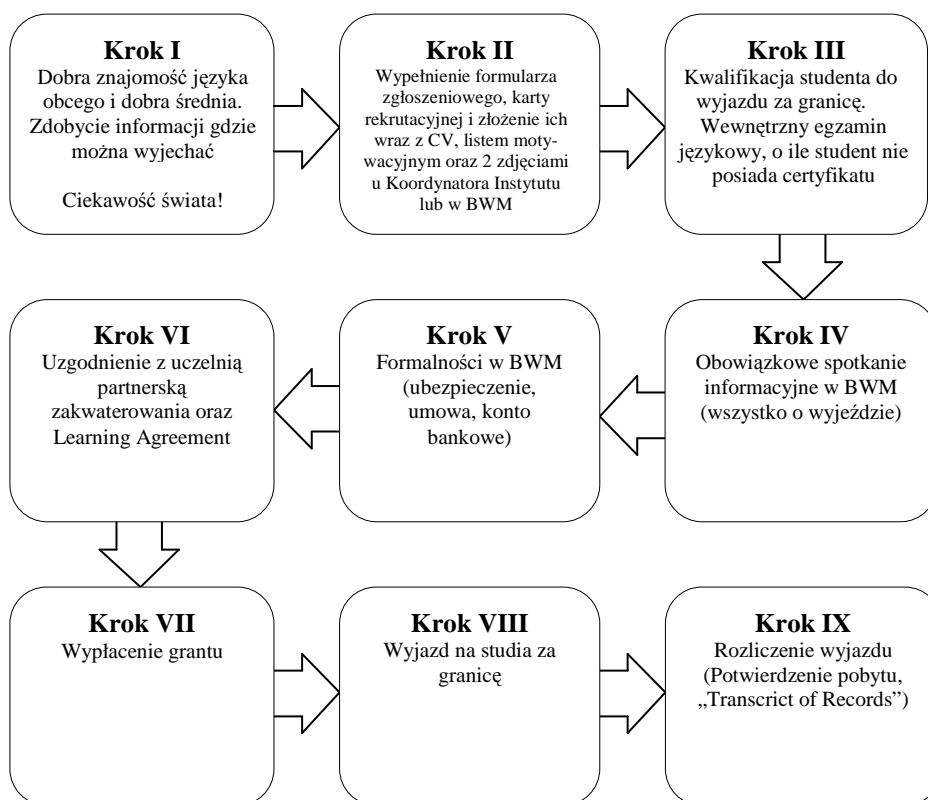 Krok I
Dobra znajomość języka
obcego i dobra średnia.
Zdobycie informacji gdzie
można wyjechać
Ciekawość świata!
Krok II
Wypełnienie formularza
zgłoszeniowego, karty
rekrutacyjnej i złożenie ich
wraz z CV, listem moty-
wacyjnym oraz 2 zdjęciami
u Koordynatora Instytutu
lub w BWM
Krok III
Kwalifikacja studenta do
wyjazdu za granicę.
Wewnętrzny egzamin
językowy, o ile student nie
posiada certyfikatu
Krok IV
Obowiązkowe spotkanie
informacyjne w BWM
(wszystko o wyjeździe)
Krok V
Formalności w BWM
(ubezpieczenie,
umowa, konto
bankowe)
Krok VI
Uzgodnienie z uczelnią
partnerską
zakwaterowania oraz
Learning Agreement
Krok VII
Wypłacenie grantu
Krok VIII
Wyjazd na studia za
granicę
Krok IX
Rozliczenie wyjazdu
(Potwierdzenie pobytu,
„Transcrict of Records”)